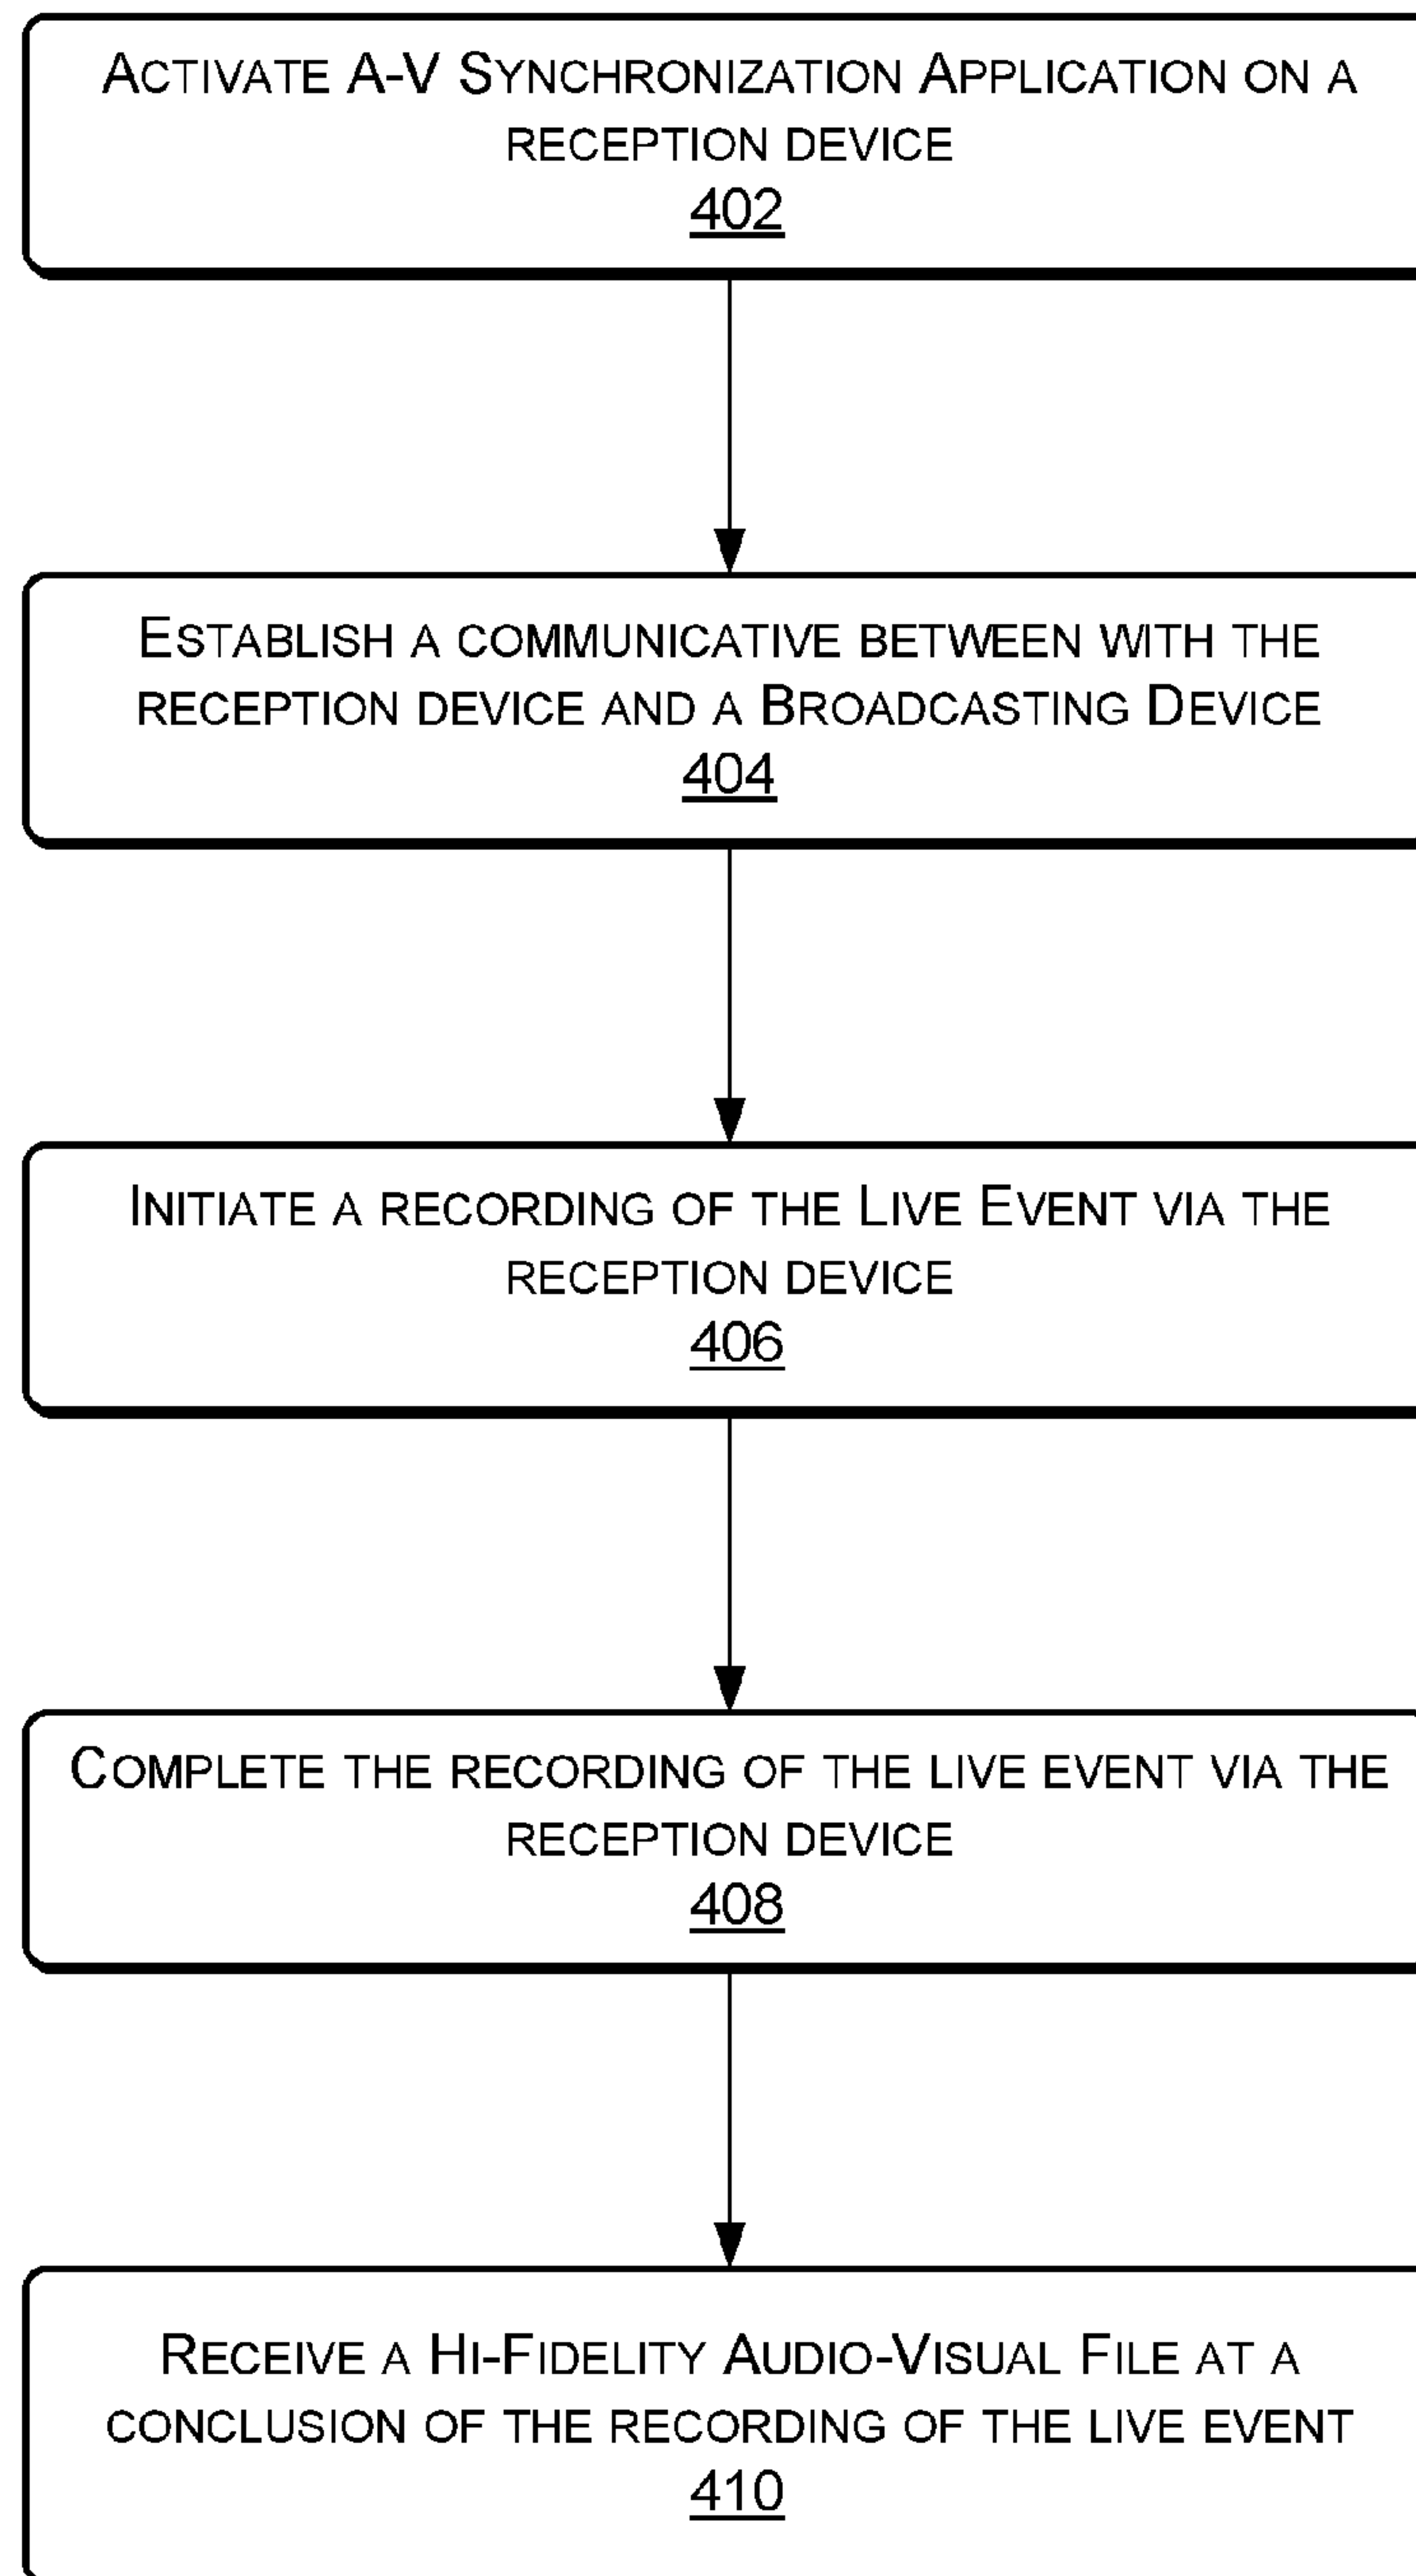 ACTIVATE A-V SYNCHRONIZATION APPLICATION ON A
RECEPTION DEVICE
402
ESTABLISH A COMMUNICATIVE BETWEEN WITH THE
RECEPTION DEVICE AND A BROADCASTING DEVICE
404
INITIATE A RECORDING OF THE LIVE EVENT VIA THE
RECEPTION DEVICE
406
COMPLETE THE RECORDING OF THE LIVE EVENT VIA THE
RECEPTION DEVICE
408
RECEIVE A HI-FIDELITY AUDIO-VISUAL FILE AT A
CONCLUSION OF THE RECORDING OF THE LIVE EVENT
410